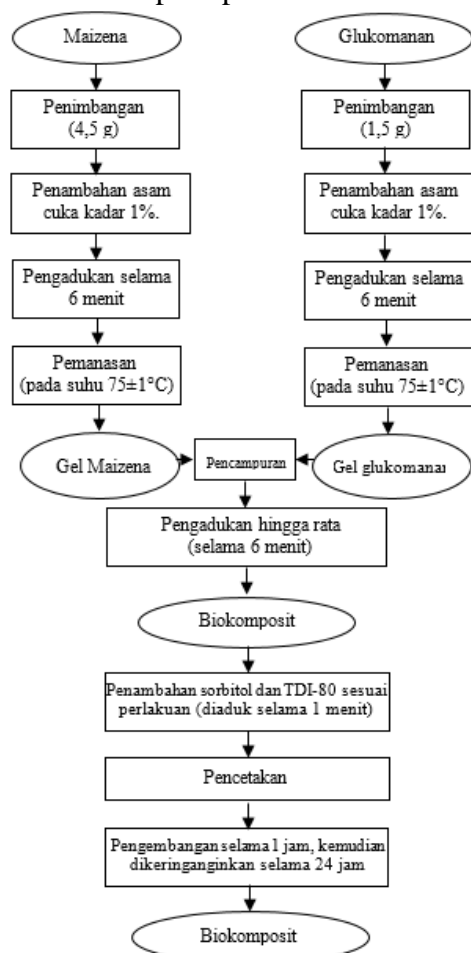 Maizena
Penimbangan
(4,5 g)
Penambahan asam
cuka kadar 1%.
Pengadukan selama
6 menit
Pemanasan
(pada suhu 75±1°C)
Gel Maizena
Glukomanan
Penimbangan
(1,5 g)
Penambahan asam
cuka kadar 1%.
Pengadukan selama
6 menit
Pemanasan
(pada suhu 75±1°C)
Gel glukomanan
Pencampuran
Pengadukan hingga rata
(selama 6 menit)
Biokomposit
Penambahan sorbitol dan TDI-80 sesuai
perlakuan (diaduk selama 1 menit)
Pencetakan
Pengembangan selama 1 jam, kemudian
dikeringanginkan selama 24 jam
Biokomposit